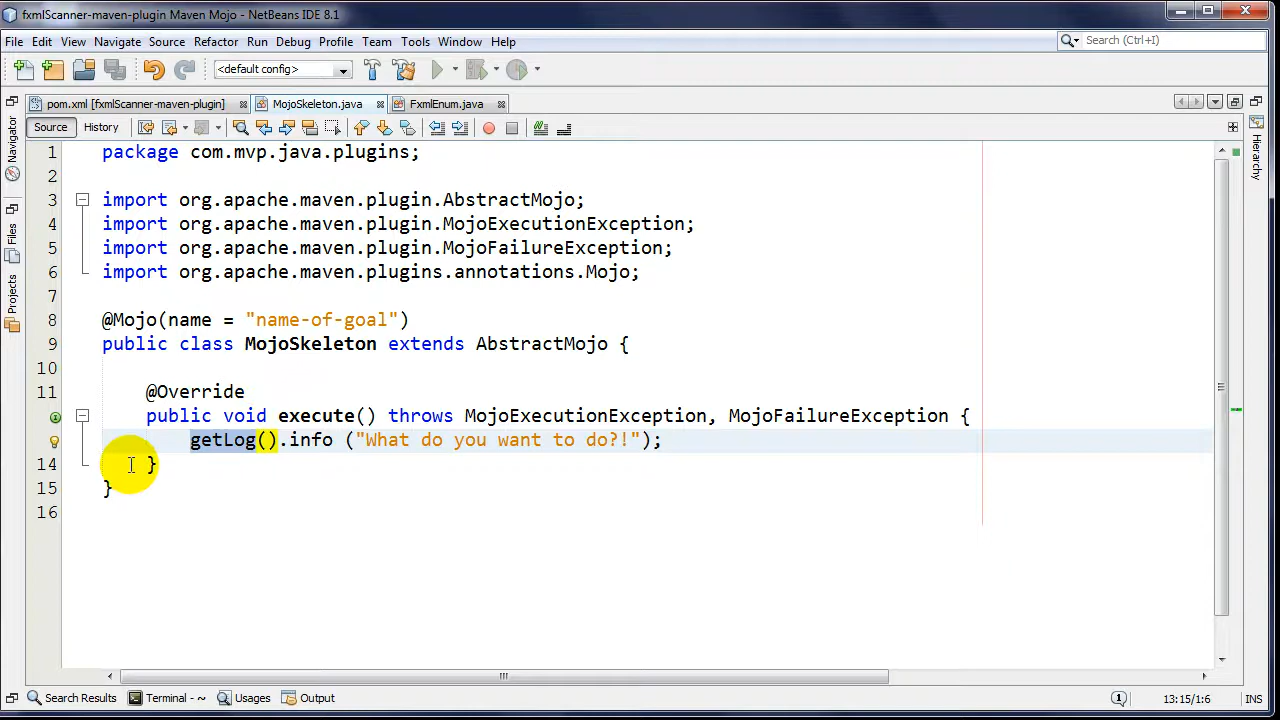 fxmlScanner-maven-plugin Maven Mojo - NetBeans IDE 8.1
File Edit View Navigate Source Refactor Run Debug Profile Team Tools Window Help
Search (Ctrl+I)
<default config>
pom.xml [fxmlScanner-maven-plugin] MojoSkeleton.java FxmlEnum.java
Source History
Navigator
Files
Projects
Hierarchy
1 package com.mvp.java.plugins;
2
3 import org.apache.maven.plugin.AbstractMojo;
4 import org.apache.maven.plugin.MojoExecutionException;
5 import org.apache.maven.plugin.MojoFailureException;
6 import org.apache.maven.plugins.annotations.Mojo;
7
8 @Mojo(name = "name-of-goal")
9 public class MojoSkeleton extends AbstractMojo {
10
11 @Override
public void execute() throws MojoExecutionException, MojoFailureException {
getLog().info ("What do you want to do?!");
14 }
15 }
16
Search Results Terminal - ~ Usages Output 1 13:15/1:6 INS